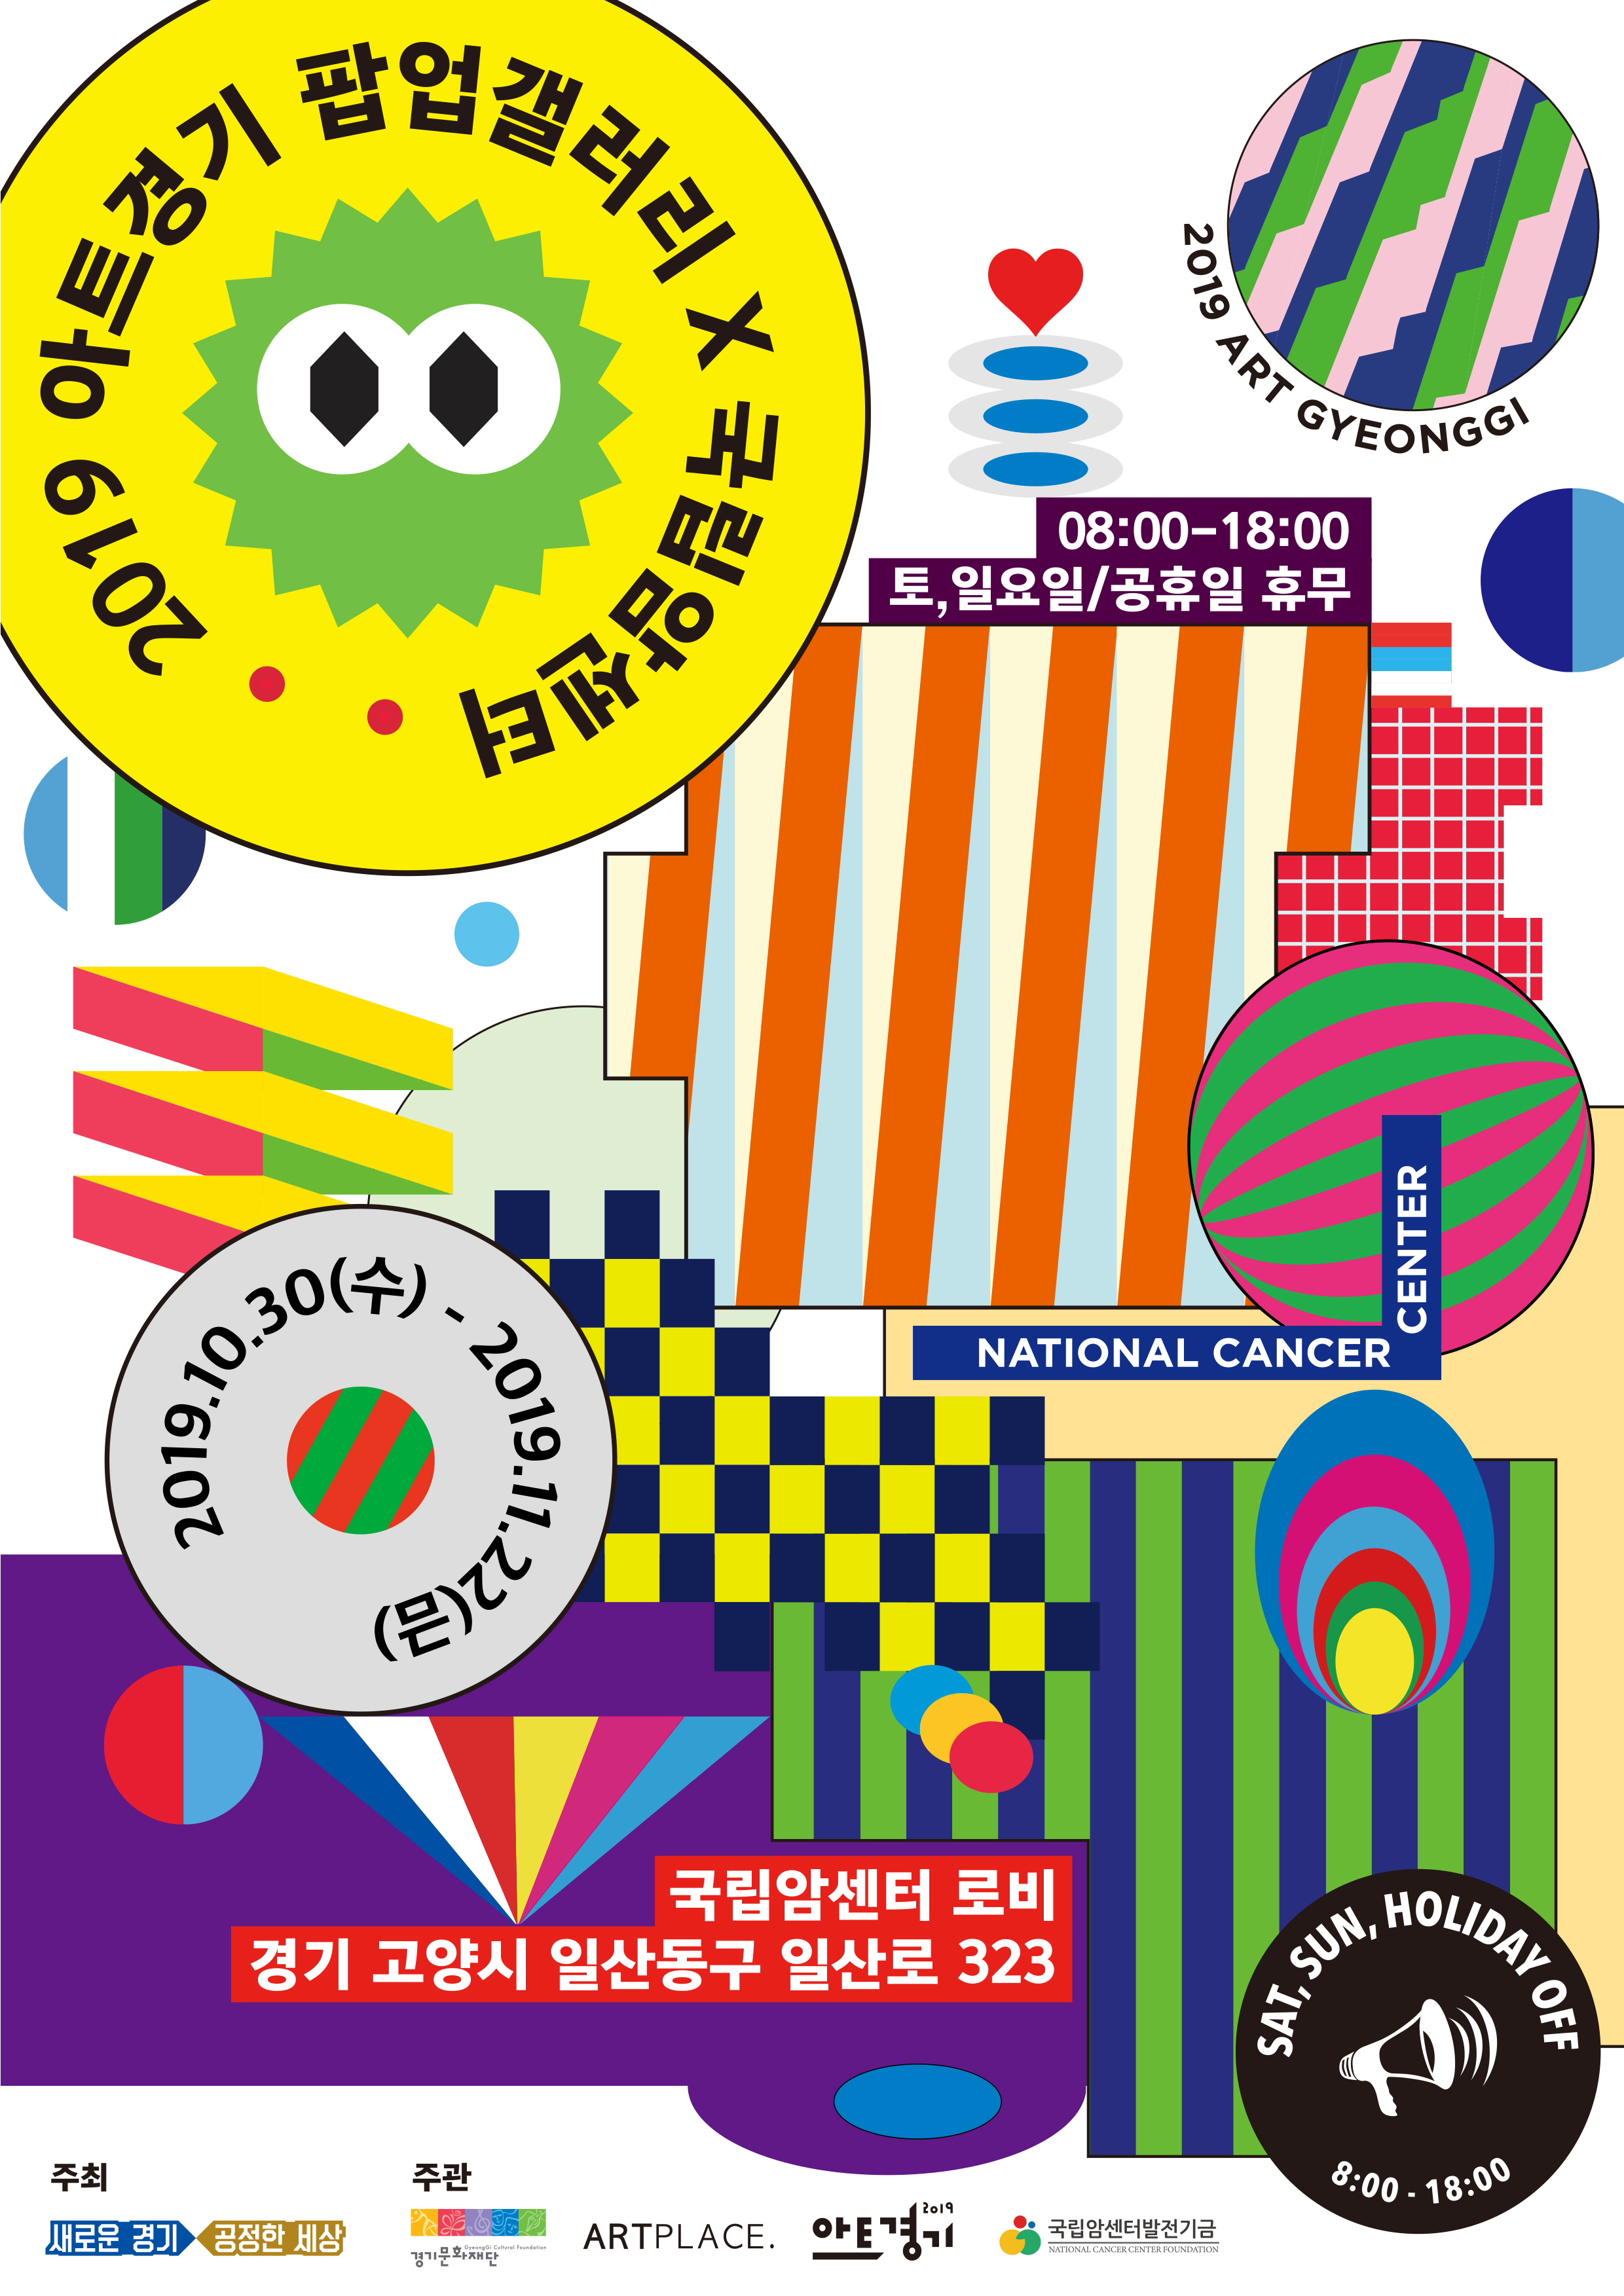 2019 아트경기 팝업갤러리 X 국립암센터
2019 ART GYEONGGI
08:00–18:00
토,일요일/공휴일 휴무
NATIONAL CANCER
CENTER
2019.10.30(수) - 2019.11.22(금)
국립암센터 로비
경기 고양시 일산동구 일산로 323
SAT, SUN, HOLIDAY OFF
8:00 - 18:00
주최
새로운 경기 공정한 세상
주관
GyeongGi Cultural Foundation
경기문화재단
ARTPLACE.
2019
아트경기
국립암센터발전기금
NATIONAL CANCER CENTER FOUNDATION